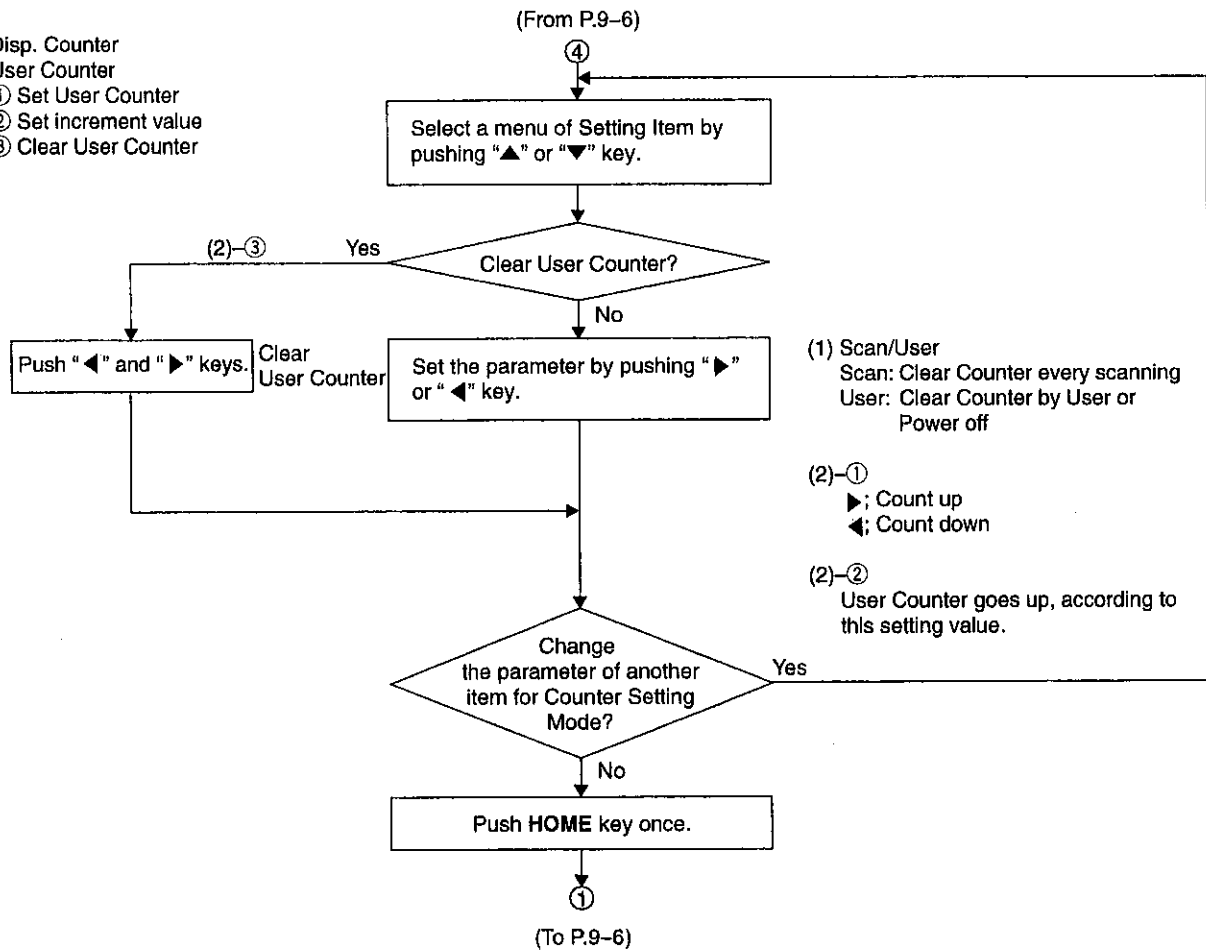 (From P.9–6)
④
Disp. Counter
User Counter
① Set User Counter
② Set increment value
③ Clear User Counter
Select a menu of Setting Item by
pushing “▲” or “▼” key.
(2)–③
Yes
Clear User Counter?
No
Push “◀” and “▶” keys.
Clear
User Counter
Set the parameter by pushing “▶”
or “◀” key.
(1) Scan/User
Scan: Clear Counter every scanning
User: Clear Counter by User or
Power off
(2)–①
▶; Count up
◀; Count down
(2)–②
User Counter goes up, according to
this setting value.
Change
the parameter of another
item for Counter Setting
Mode?
Yes
No
Push HOME key once.
①
(To P.9–6)